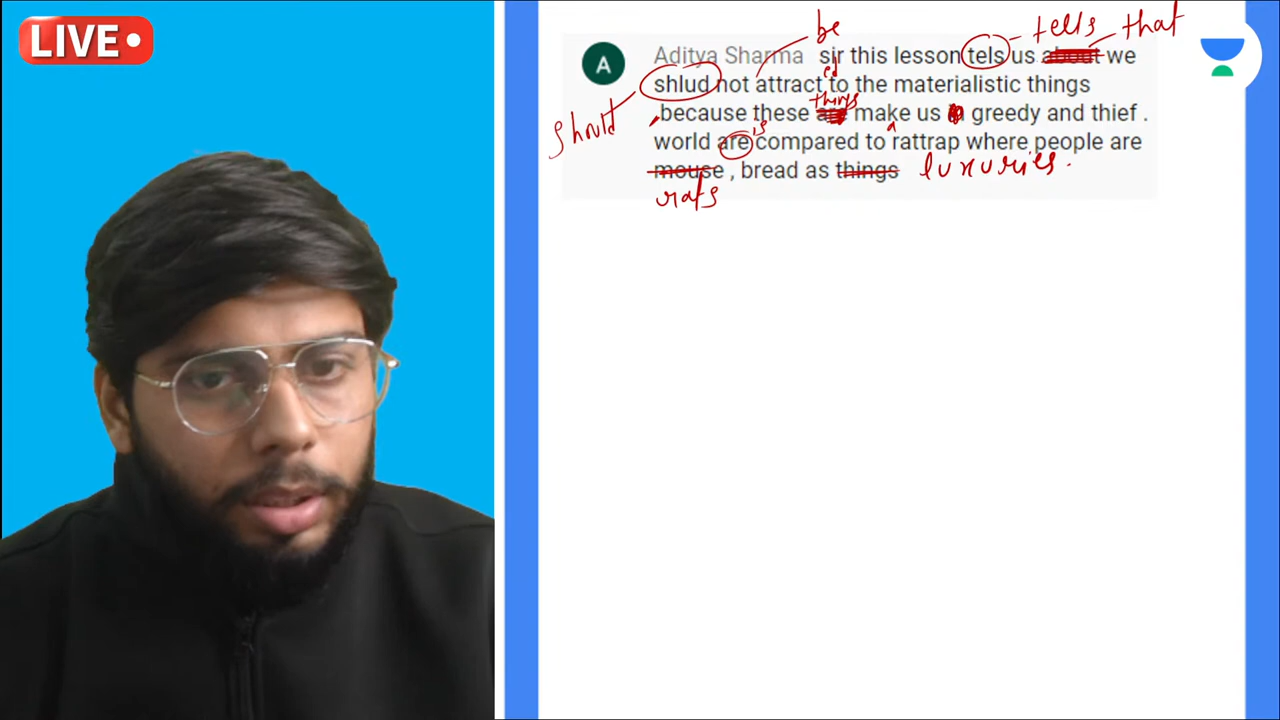 LIVE
be
tells that
A
Aditya Sharma sir this lesson tels us about we
ed
shlud not attract to the materialistic things
things
because these are make us greedy and thief .
should
is
a
world are compared to rattrap where people are
mouse , bread as things luxuries.
rats